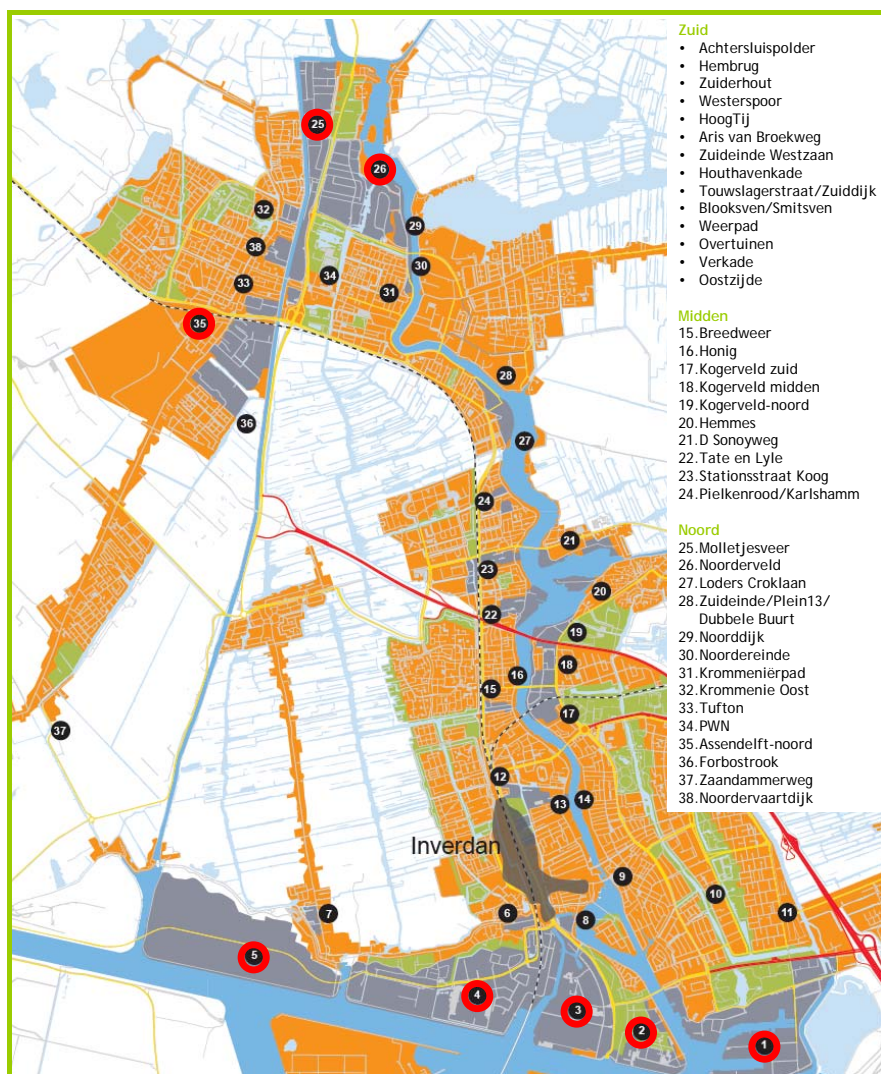 Zuid
• Achtersluispolder
• Hembrug
• Zuiderhout
• Westerspoor
• HoogTij
• Aris van Broekweg
• Zuideinde Westzaan
• Houthavenkade
• Touwslagerstraat/Zuiddijk
• Blooksven/Smitsven
• Weerpad
• Overtuinen
• Verkade
• Oostzijde
Midden
15.Breedweer
16.Honig
17.Kogerveld zuid
18.Kogerveld midden
19.Kogerveld-noord
20.Hemmes
21.D Sonoyweg
22.Tate en Lyle
23.Stationsstraat Koog
24.Pielkenrood/Karlshamm
Noord
25.Molletjesveer
26.Noorderveld
27.Loders Croklaan
28.Zuideinde/Plein13/
Dubbele Buurt
29.Noorddijk
30.Noordereinde
31.Krommeniërpad
32.Krommenie Oost
33.Tufton
34.PWN
35.Assendelft-noord
36.Forbostrook
37.Zaandammerweg
38.Noordervaartdijk
25
26
32
29
38
30
34
33
31
35
28
36
27
24
21
23
20
22
19
18
16
15
17
37
12
13
14
Inverdan
9
10
11
7
6
8
5
4
3
2
1